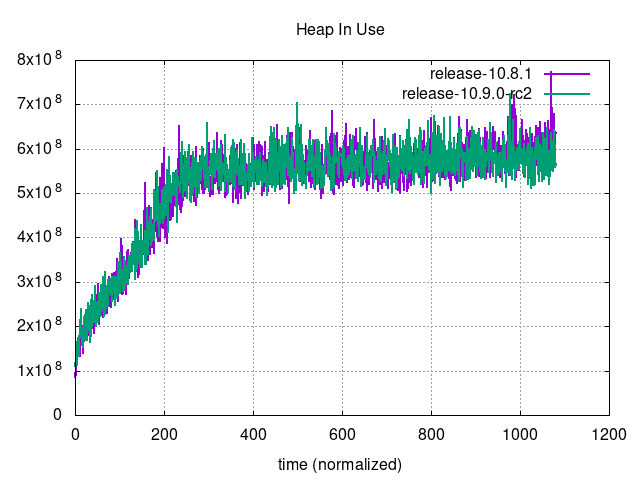 Heap In Use
8x10^8
7x10^8
6x10^8
5x10^8
4x10^8
3x10^8
2x10^8
1x10^8
0
release-10.8.1
release-10.9.0-rc2
0 200 400 600 800 1000 1200
time (normalized)